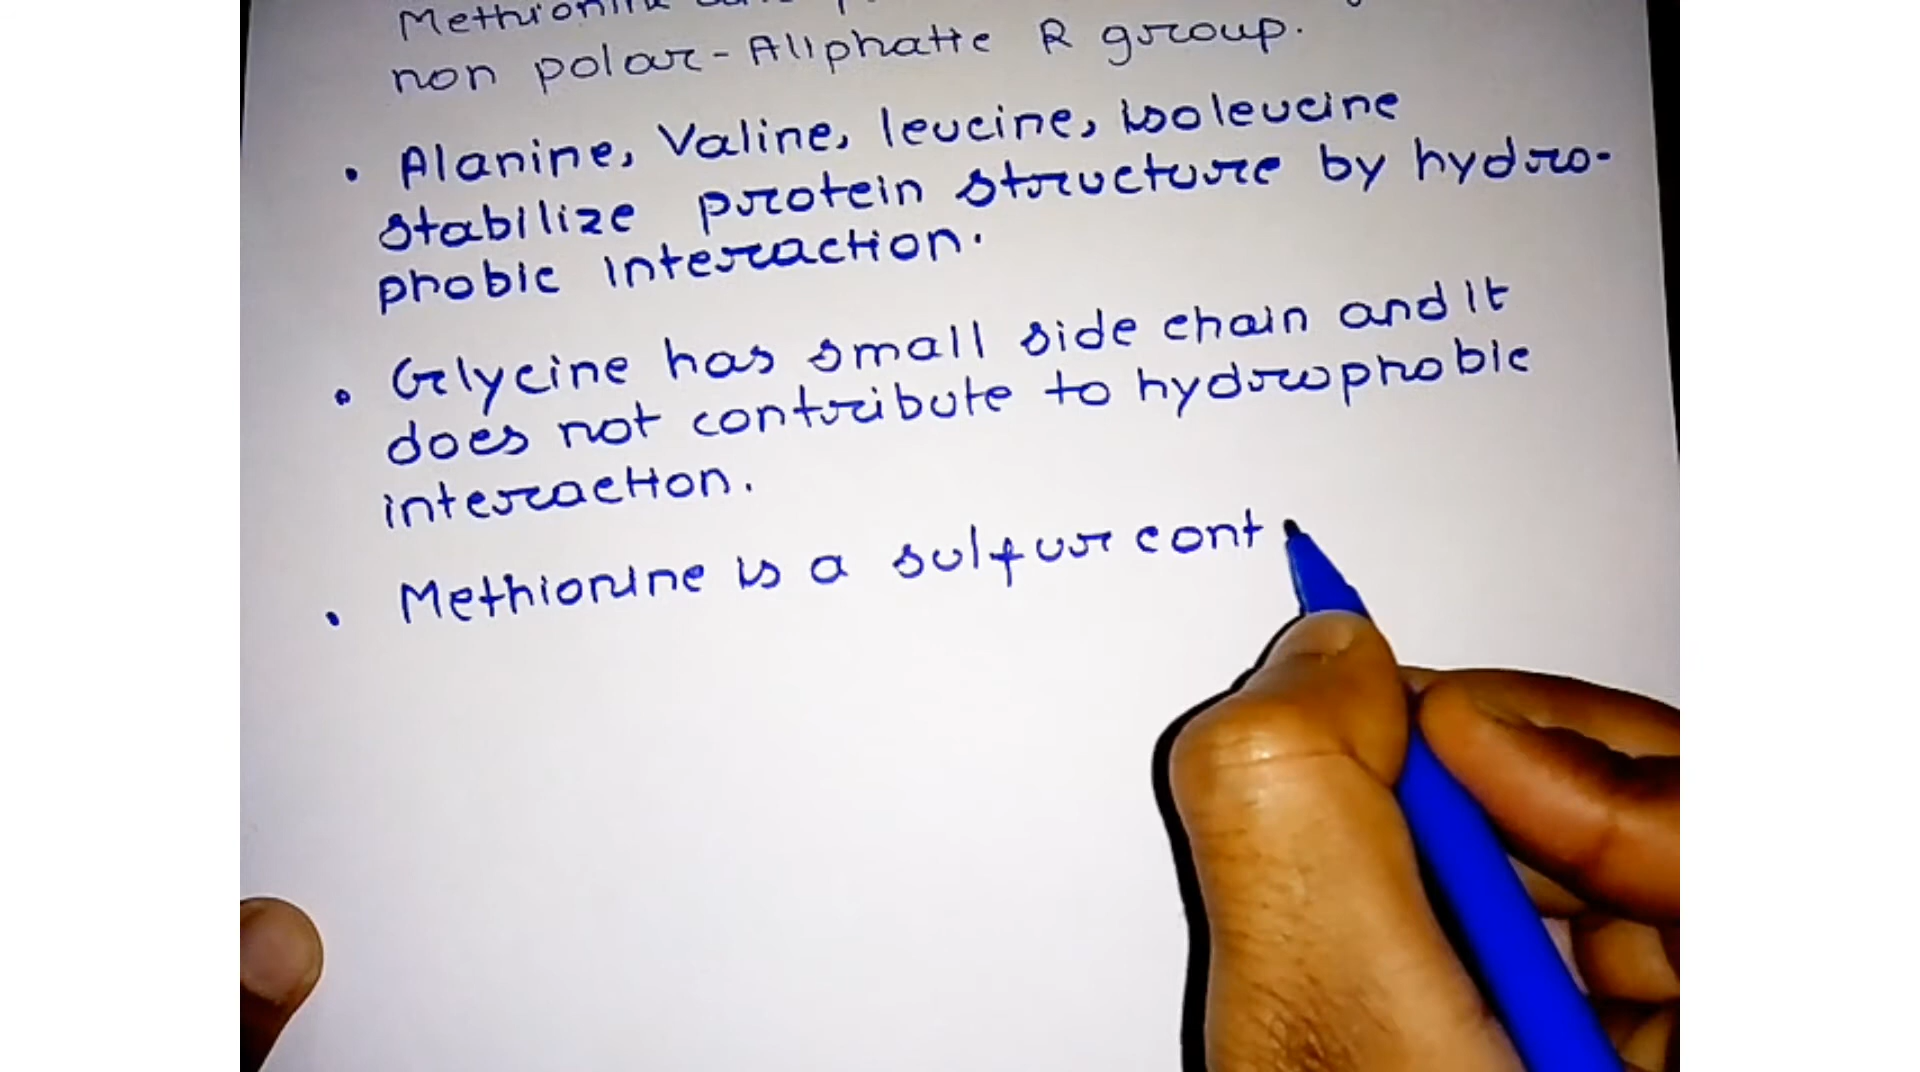 Methionine
non polar-Aliphatic R group.
• Alanine, Valine, leucine, isoleucine
stabilize protein structure by hydro-
phobic interaction.
• Glycine has small side chain and it
does not contribute to hydrophobic
interaction.
• Methionine is a sulfur cont